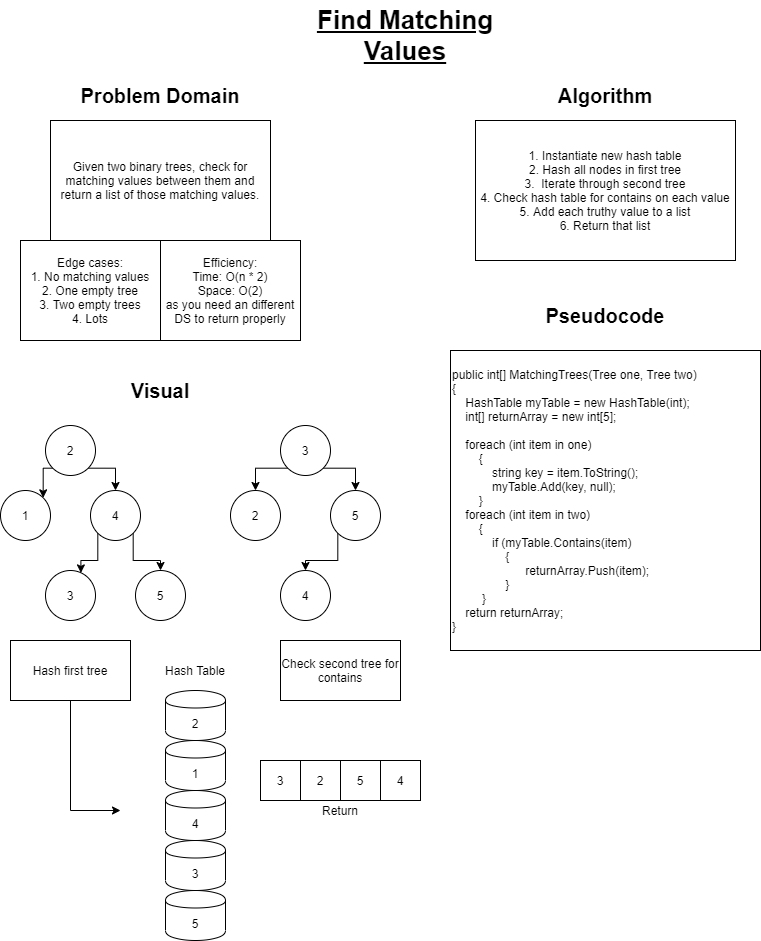 Find Matching
Values
Problem Domain
Given two binary trees, check for
matching values between them and
return a list of those matching values.
Edge cases:
1. No matching values
2. One empty tree
3. Two empty trees
4. Lots
Efficiency:
Time: O(n * 2)
Space: O(2)
as you need an different
DS to return properly
Algorithm
1. Instantiate new hash table
2. Hash all nodes in first tree
3. Iterate through second tree
4. Check hash table for contains on each value
5. Add each truthy value to a list
6. Return that list
Pseudocode
public int[] MatchingTrees(Tree one, Tree two)
{
HashTable myTable = new HashTable(int);
int[] returnArray = new int[5];
foreach (int item in one)
{
string key = item.ToString();
myTable.Add(key, null);
}
foreach (int item in two)
{
if (myTable.Contains(item)
{
returnArray.Push(item);
}
}
return returnArray;
}
Visual
2
1
4
3
5
3
2
5
4
Hash first tree
Hash Table
2
1
4
3
5
Check second tree for
contains
3 2 5 4
Return